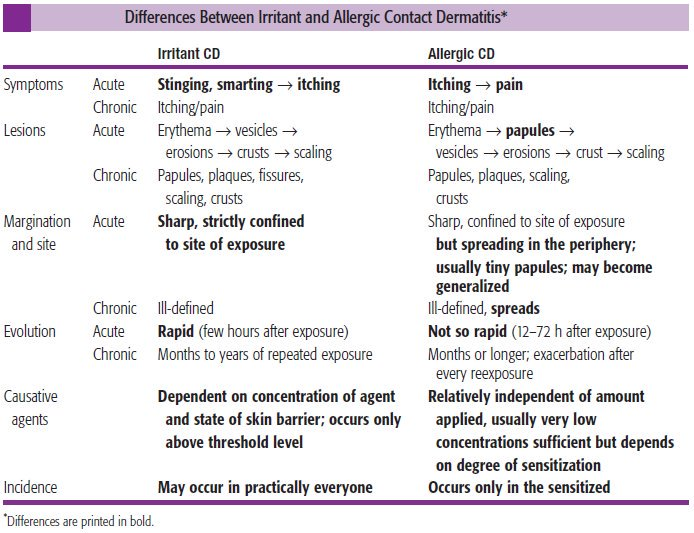 Differences Between Irritant and Allergic Contact Dermatitis*
Irritant CD Allergic CD
Symptoms Acute Stinging, smarting → itching Itching → pain
Chronic Itching/pain Itching/pain
Lesions Acute Erythema → vesicles → Erythema → papules →
erosions → crusts → scaling vesicles → erosions → crust → scaling
Chronic Papules, plaques, fissures, Papules, plaques, scaling,
scaling, crusts crusts
Margination Acute Sharp, strictly confined Sharp, confined to site of exposure
and site to site of exposure but spreading in the periphery;
usually tiny papules; may become
generalized
Chronic Ill-defined Ill-defined, spreads
Evolution Acute Rapid (few hours after exposure) Not so rapid (12–72 h after exposure)
Chronic Months to years of repeated exposure Months or longer; exacerbation after
every reexposure
Causative Dependent on concentration of agent Relatively independent of amount
agents and state of skin barrier; occurs only applied, usually very low
above threshold level concentrations sufficient but depends
on degree of sensitization
Incidence May occur in practically everyone Occurs only in the sensitized
*Differences are printed in bold.